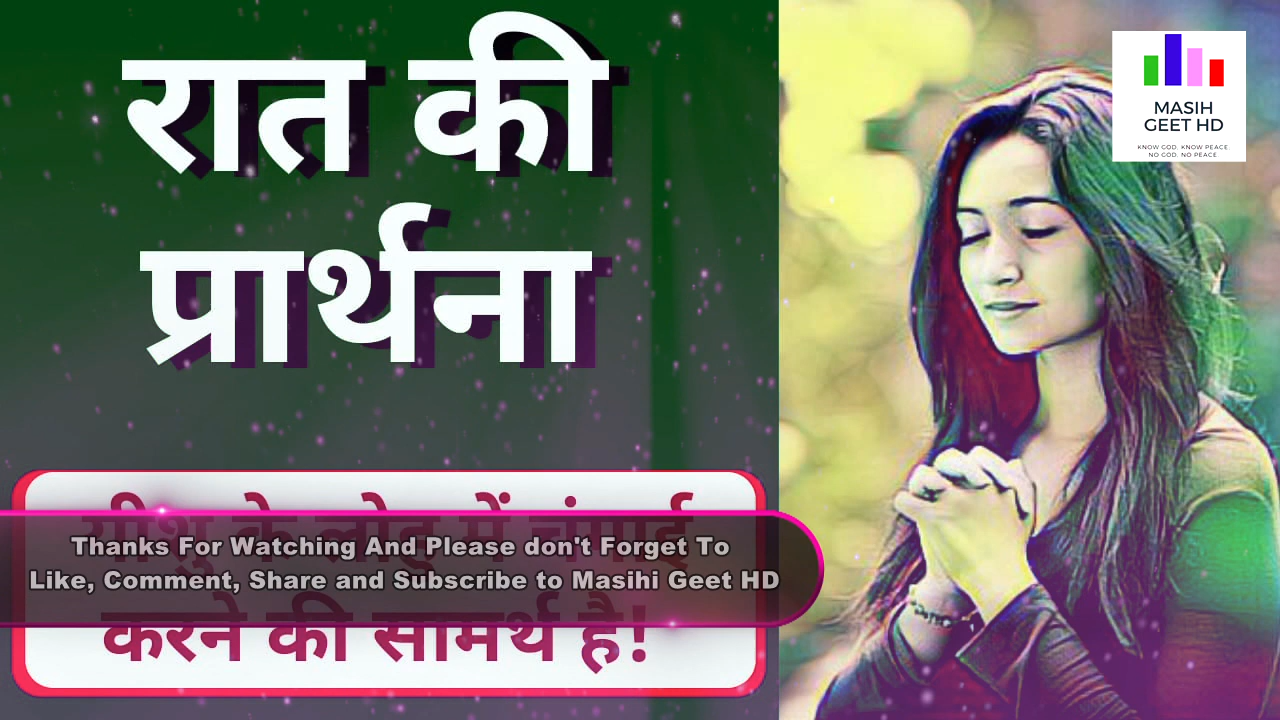 रात की
प्रार्थना
यीशु के लोहु में चंगाई
Thanks For Watching And Please don't Forget To
Like, Comment, Share and Subscribe to Masihi Geet HD
करने की सामर्थ है!
MASIH
GEET HD
KNOW GOD. KNOW PEACE.
NO GOD. NO PEACE.